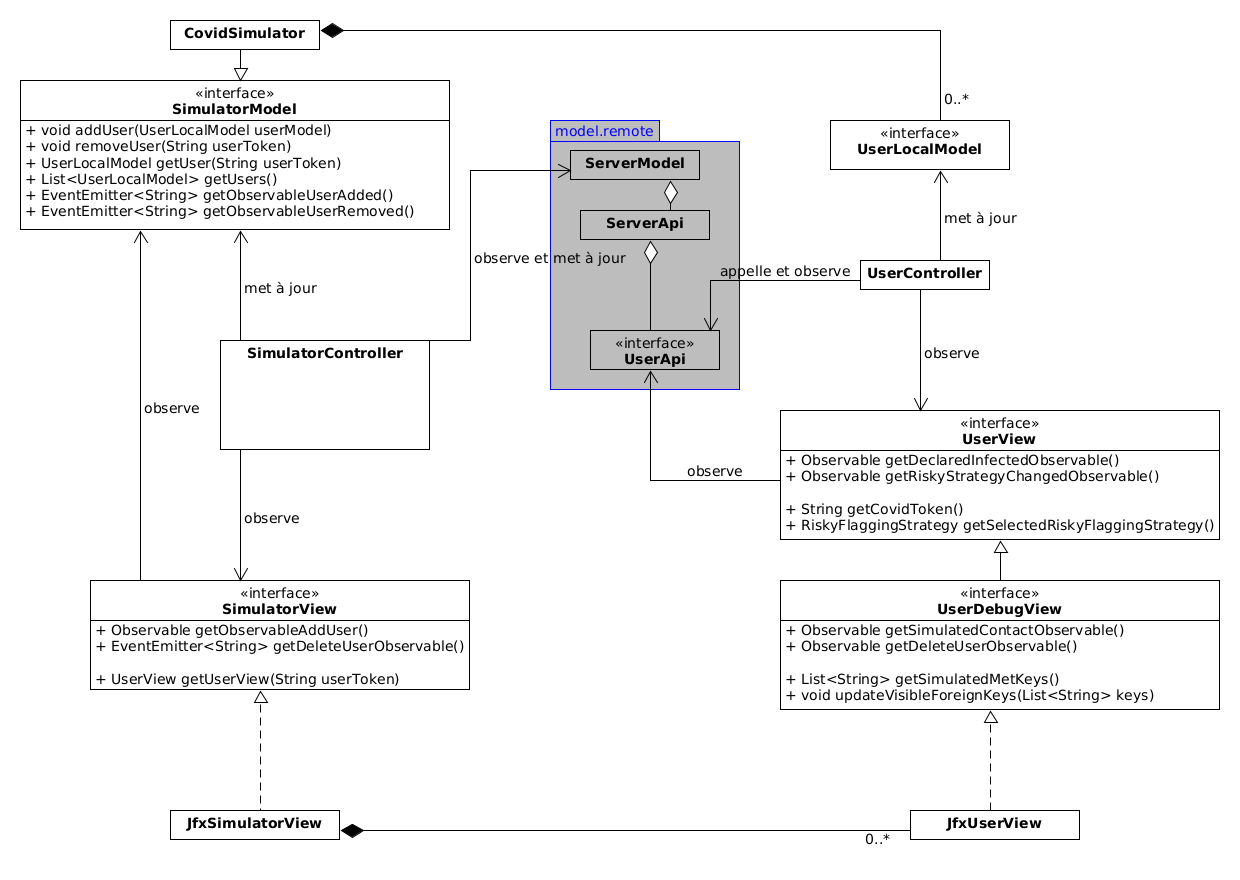 CovidSimulator
«interface»
SimulatorModel
+ void addUser(UserLocalModel userModel)
+ void removeUser(String userToken)
+ UserLocalModel getUser(String userToken)
+ List<UserLocalModel> getUsers()
+ EventEmitter<String> getObservableUserAdded()
+ EventEmitter<String> getObservableUserRemoved()
0..*
model.remote
ServerModel
ServerApi
«interface»
UserApi
«interface»
UserLocalModel
met à jour
UserController
appelle et observe
observe et met à jour
met à jour
SimulatorController
observe
observe
observe
observe
«interface»
UserView
+ Observable getDeclaredInfectedObservable()
+ Observable getRiskyStrategyChangedObservable()
+ String getCovidToken()
+ RiskyFlaggingStrategy getSelectedRiskyFlaggingStrategy()
«interface»
SimulatorView
+ Observable getObservableAddUser()
+ EventEmitter<String> getDeleteUserObservable()
+ UserView getUserView(String userToken)
«interface»
UserDebugView
+ Observable getSimulatedContactObservable()
+ Observable getDeleteUserObservable()
+ List<String> getSimulatedMetKeys()
+ void updateVisibleForeignKeys(List<String> keys)
JfxSimulatorView
0..*
JfxUserView